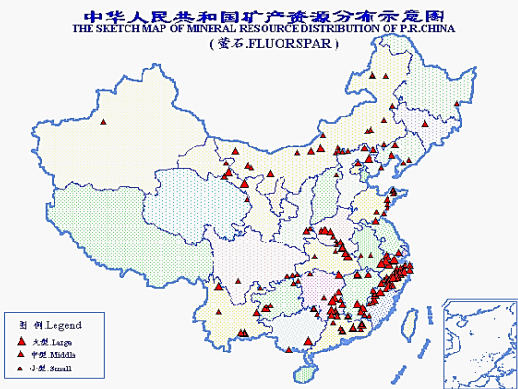 中华人民共和国矿产资源分布示意图
THE SKETCH MAP OF MINERAL RESOURCE DISTRIBUTION OF P.R.CHINA
(萤石.FLUORSPAR)
图 例 Legend
大型.Large
中型.Middle
小型.Small